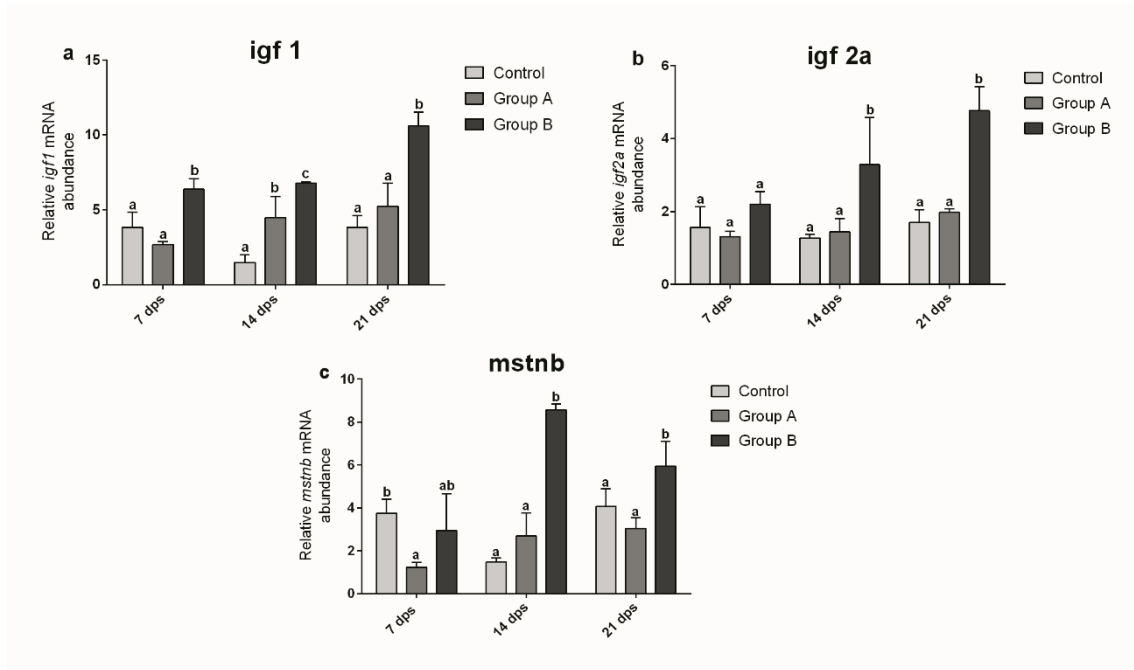 a
igf 1
15
10
5
0
Relative igf1 mRNA
abundance
a a b
a b c
a a b
7 dps
14 dps
21 dps
Control
Group A
Group B
b
igf 2a
6
4
2
0
Relative igf2a mRNA
abundance
a a a
a a b
a a b
7 dps
14 dps
21 dps
Control
Group A
Group B
c
mstnb
10
8
6
4
2
0
Relative mstnb mRNA
abundance
b a ab
a a b
a a b
7 dps
14 dps
21 dps
Control
Group A
Group B